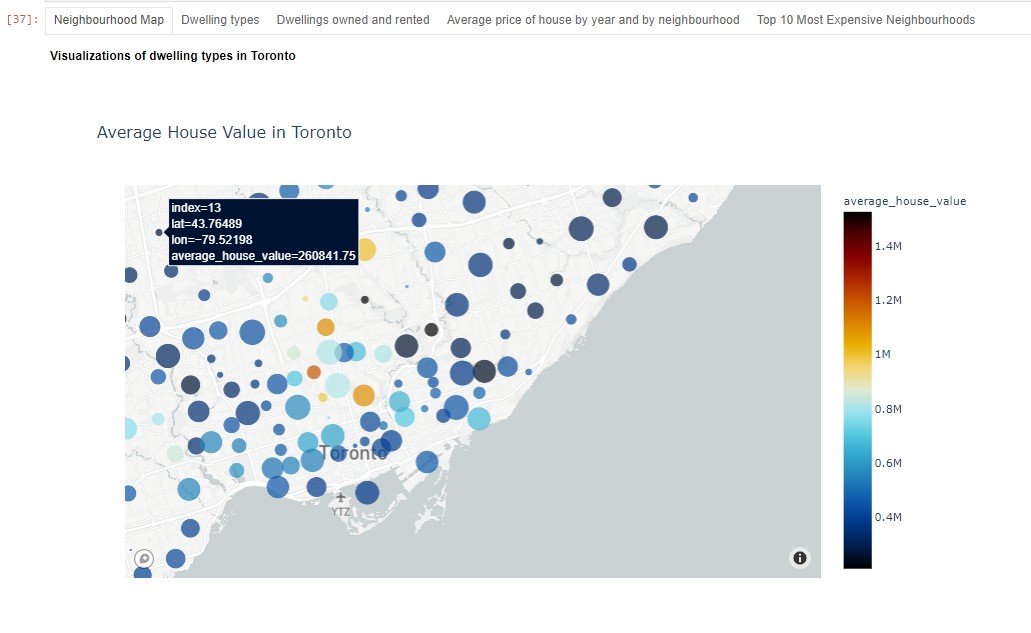 [37]:
Neighbourhood Map Dwelling types Dwellings owned and rented Average price of house by year and by neighbourhood Top 10 Most Expensive Neighbourhoods
Visualizations of dwelling types in Toronto
Average House Value in Toronto
index=13
lat=43.76489
lon=−79.52198
average_house_value=260841.75
Toronto
YTZ
average_house_value
1.4M
1.2M
1M
0.8M
0.6M
0.4M